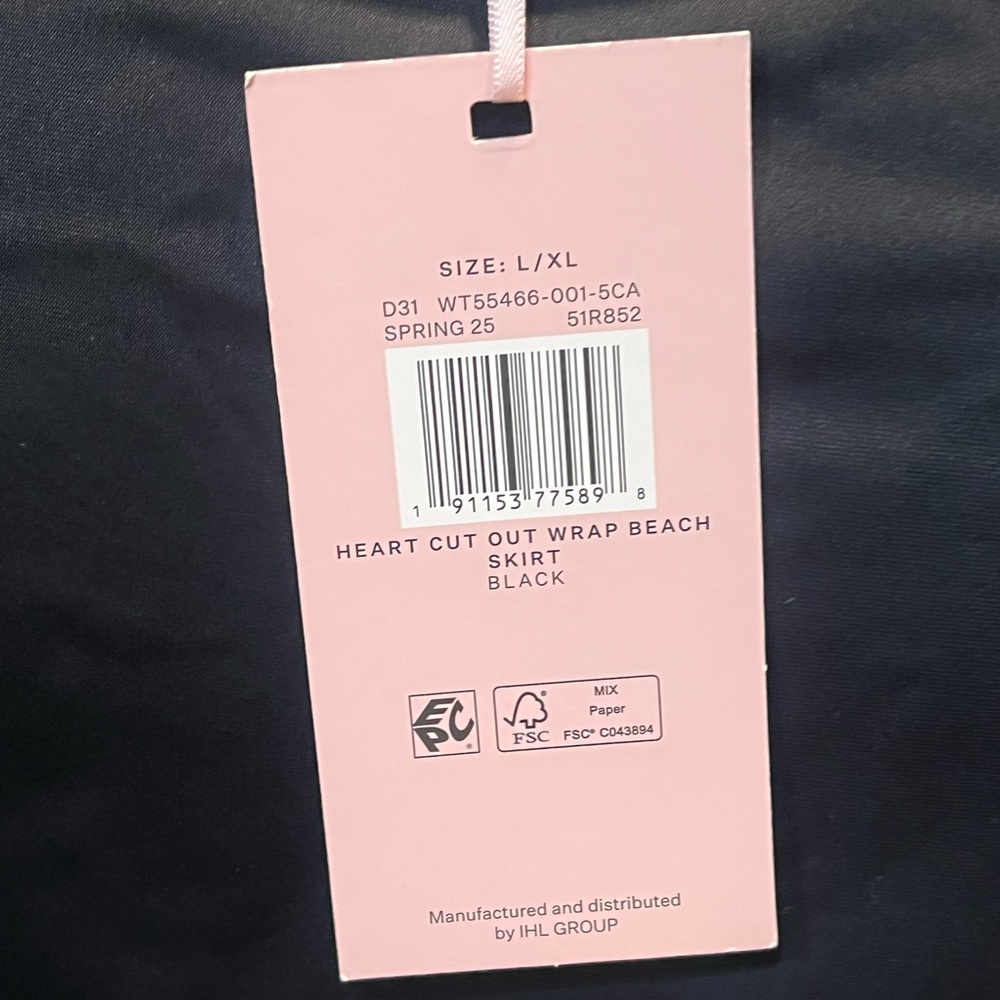 SIZE: L/XL
D31 WT55466-001-5CA
SPRING 25 51R852
1 91153 77589 8
HEART CUT OUT WRAP BEACH
SKIRT
BLACK
EPC®
FSC®
MIX
Paper
FSC® C043894
Manufactured and distributed
by IHL GROUP